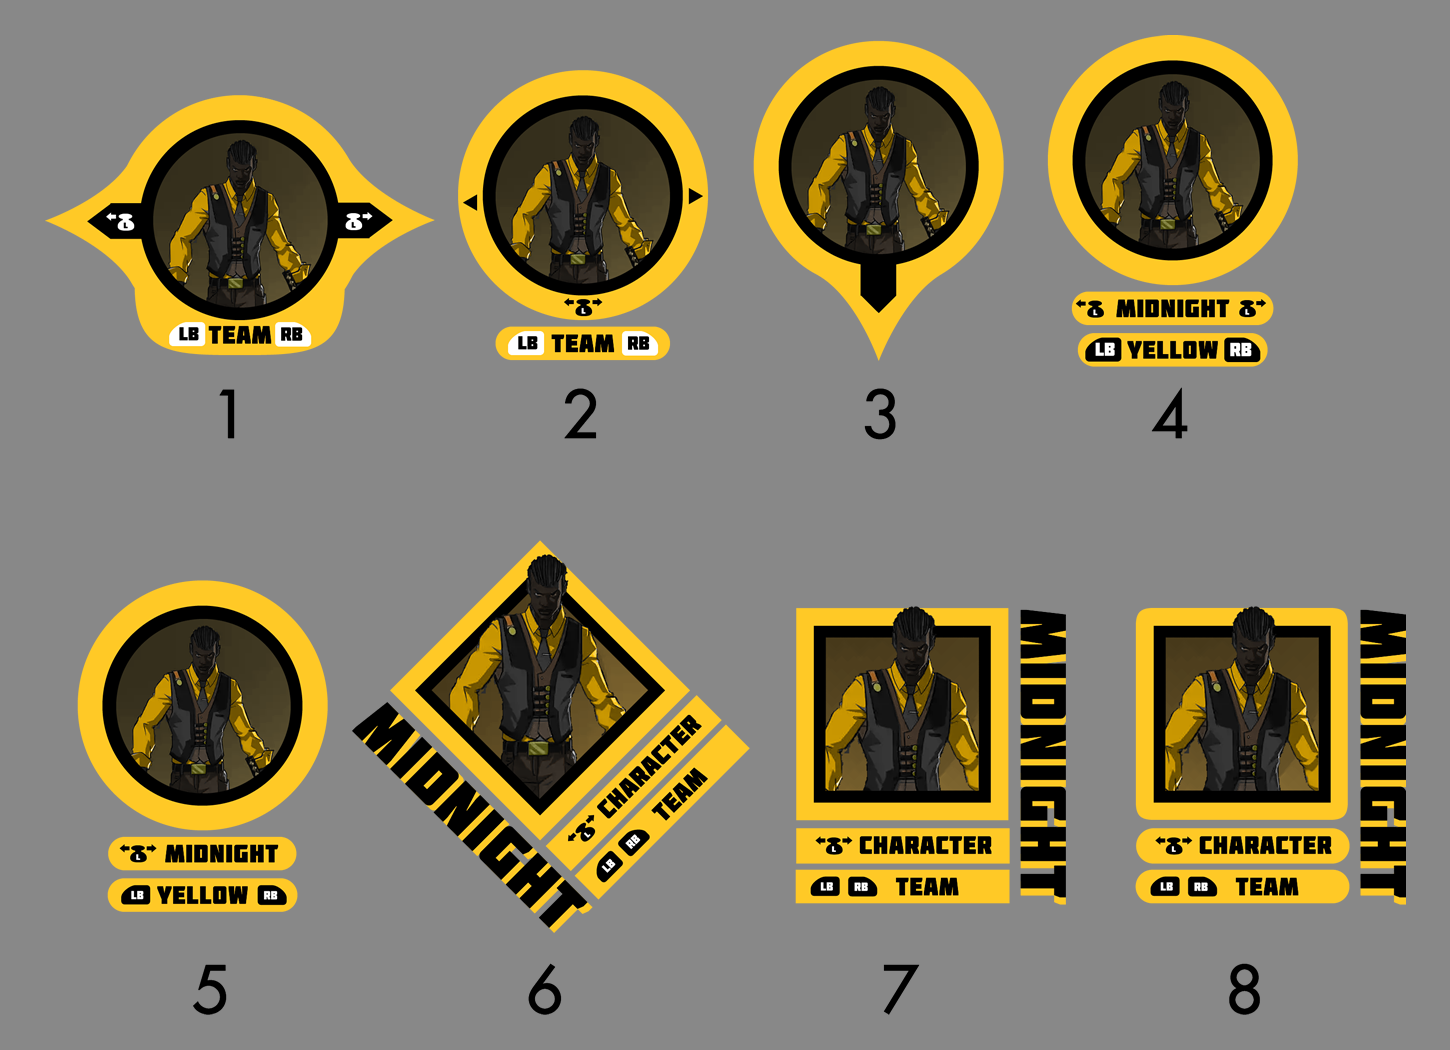 L L
LB TEAM RB
1
L
LB TEAM RB
2
3
L MIDNIGHT L
LB YELLOW RB
4
L MIDNIGHT
LB YELLOW RB
5
MIDNIGHT
L CHARACTER
LB RB TEAM
6
L CHARACTER
LB RB TEAM
MIDNIGHT
7
L CHARACTER
LB RB TEAM
MIDNIGHT
8